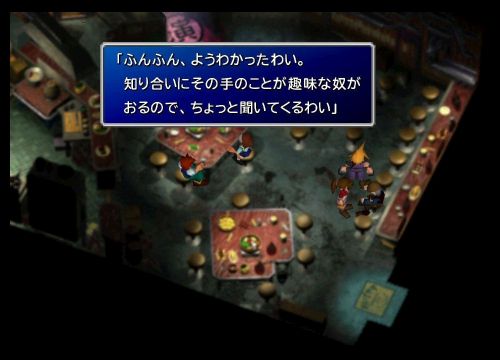 「ふんふん、ようわかったわい。
知り合いにその手のことが趣味な奴が
おるので、ちょっと聞いてくるわい」